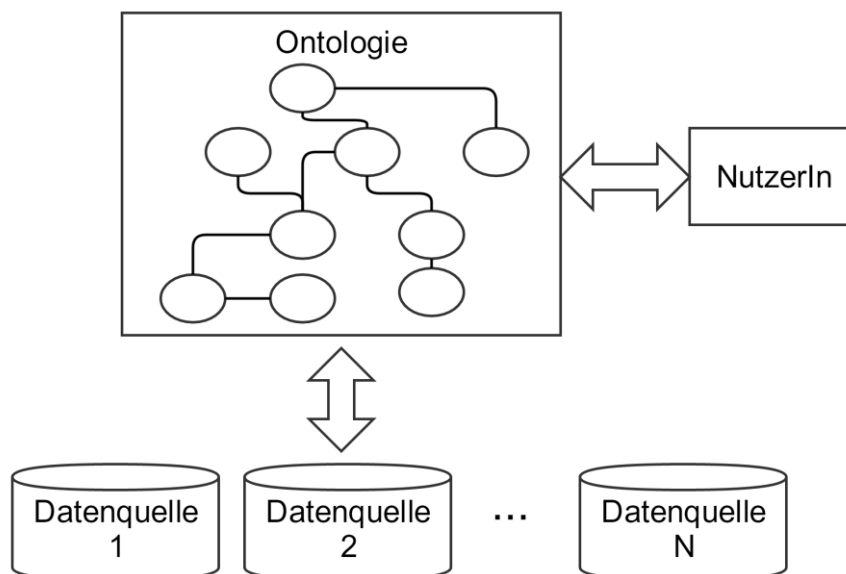 Ontologie
NutzerIn
Datenquelle
1
Datenquelle
2
...
Datenquelle
N